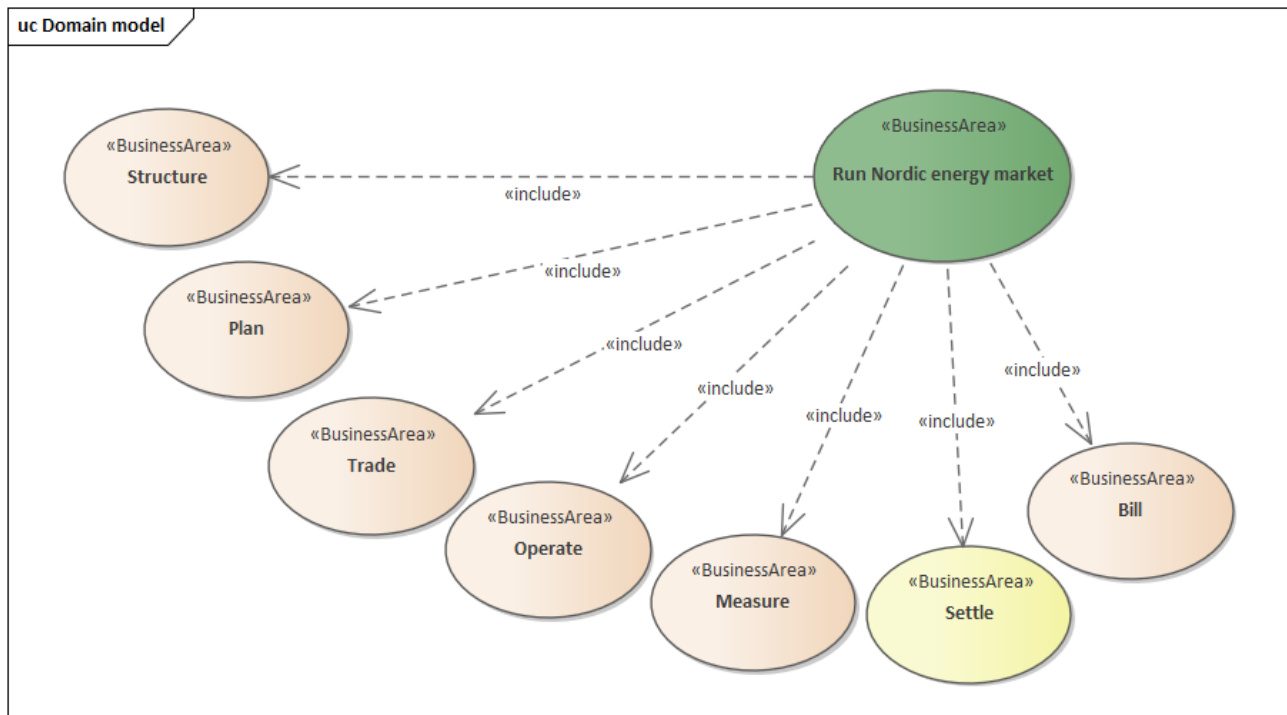 uc Domain model
«BusinessArea»
Run Nordic energy market
«BusinessArea»
Structure
«include»
«BusinessArea»
Plan
«include»
«include»
«BusinessArea»
Trade
«include»
«include»
«include»
«include»
«BusinessArea»
Operate
«BusinessArea»
Measure
«BusinessArea»
Settle
«BusinessArea»
Bill